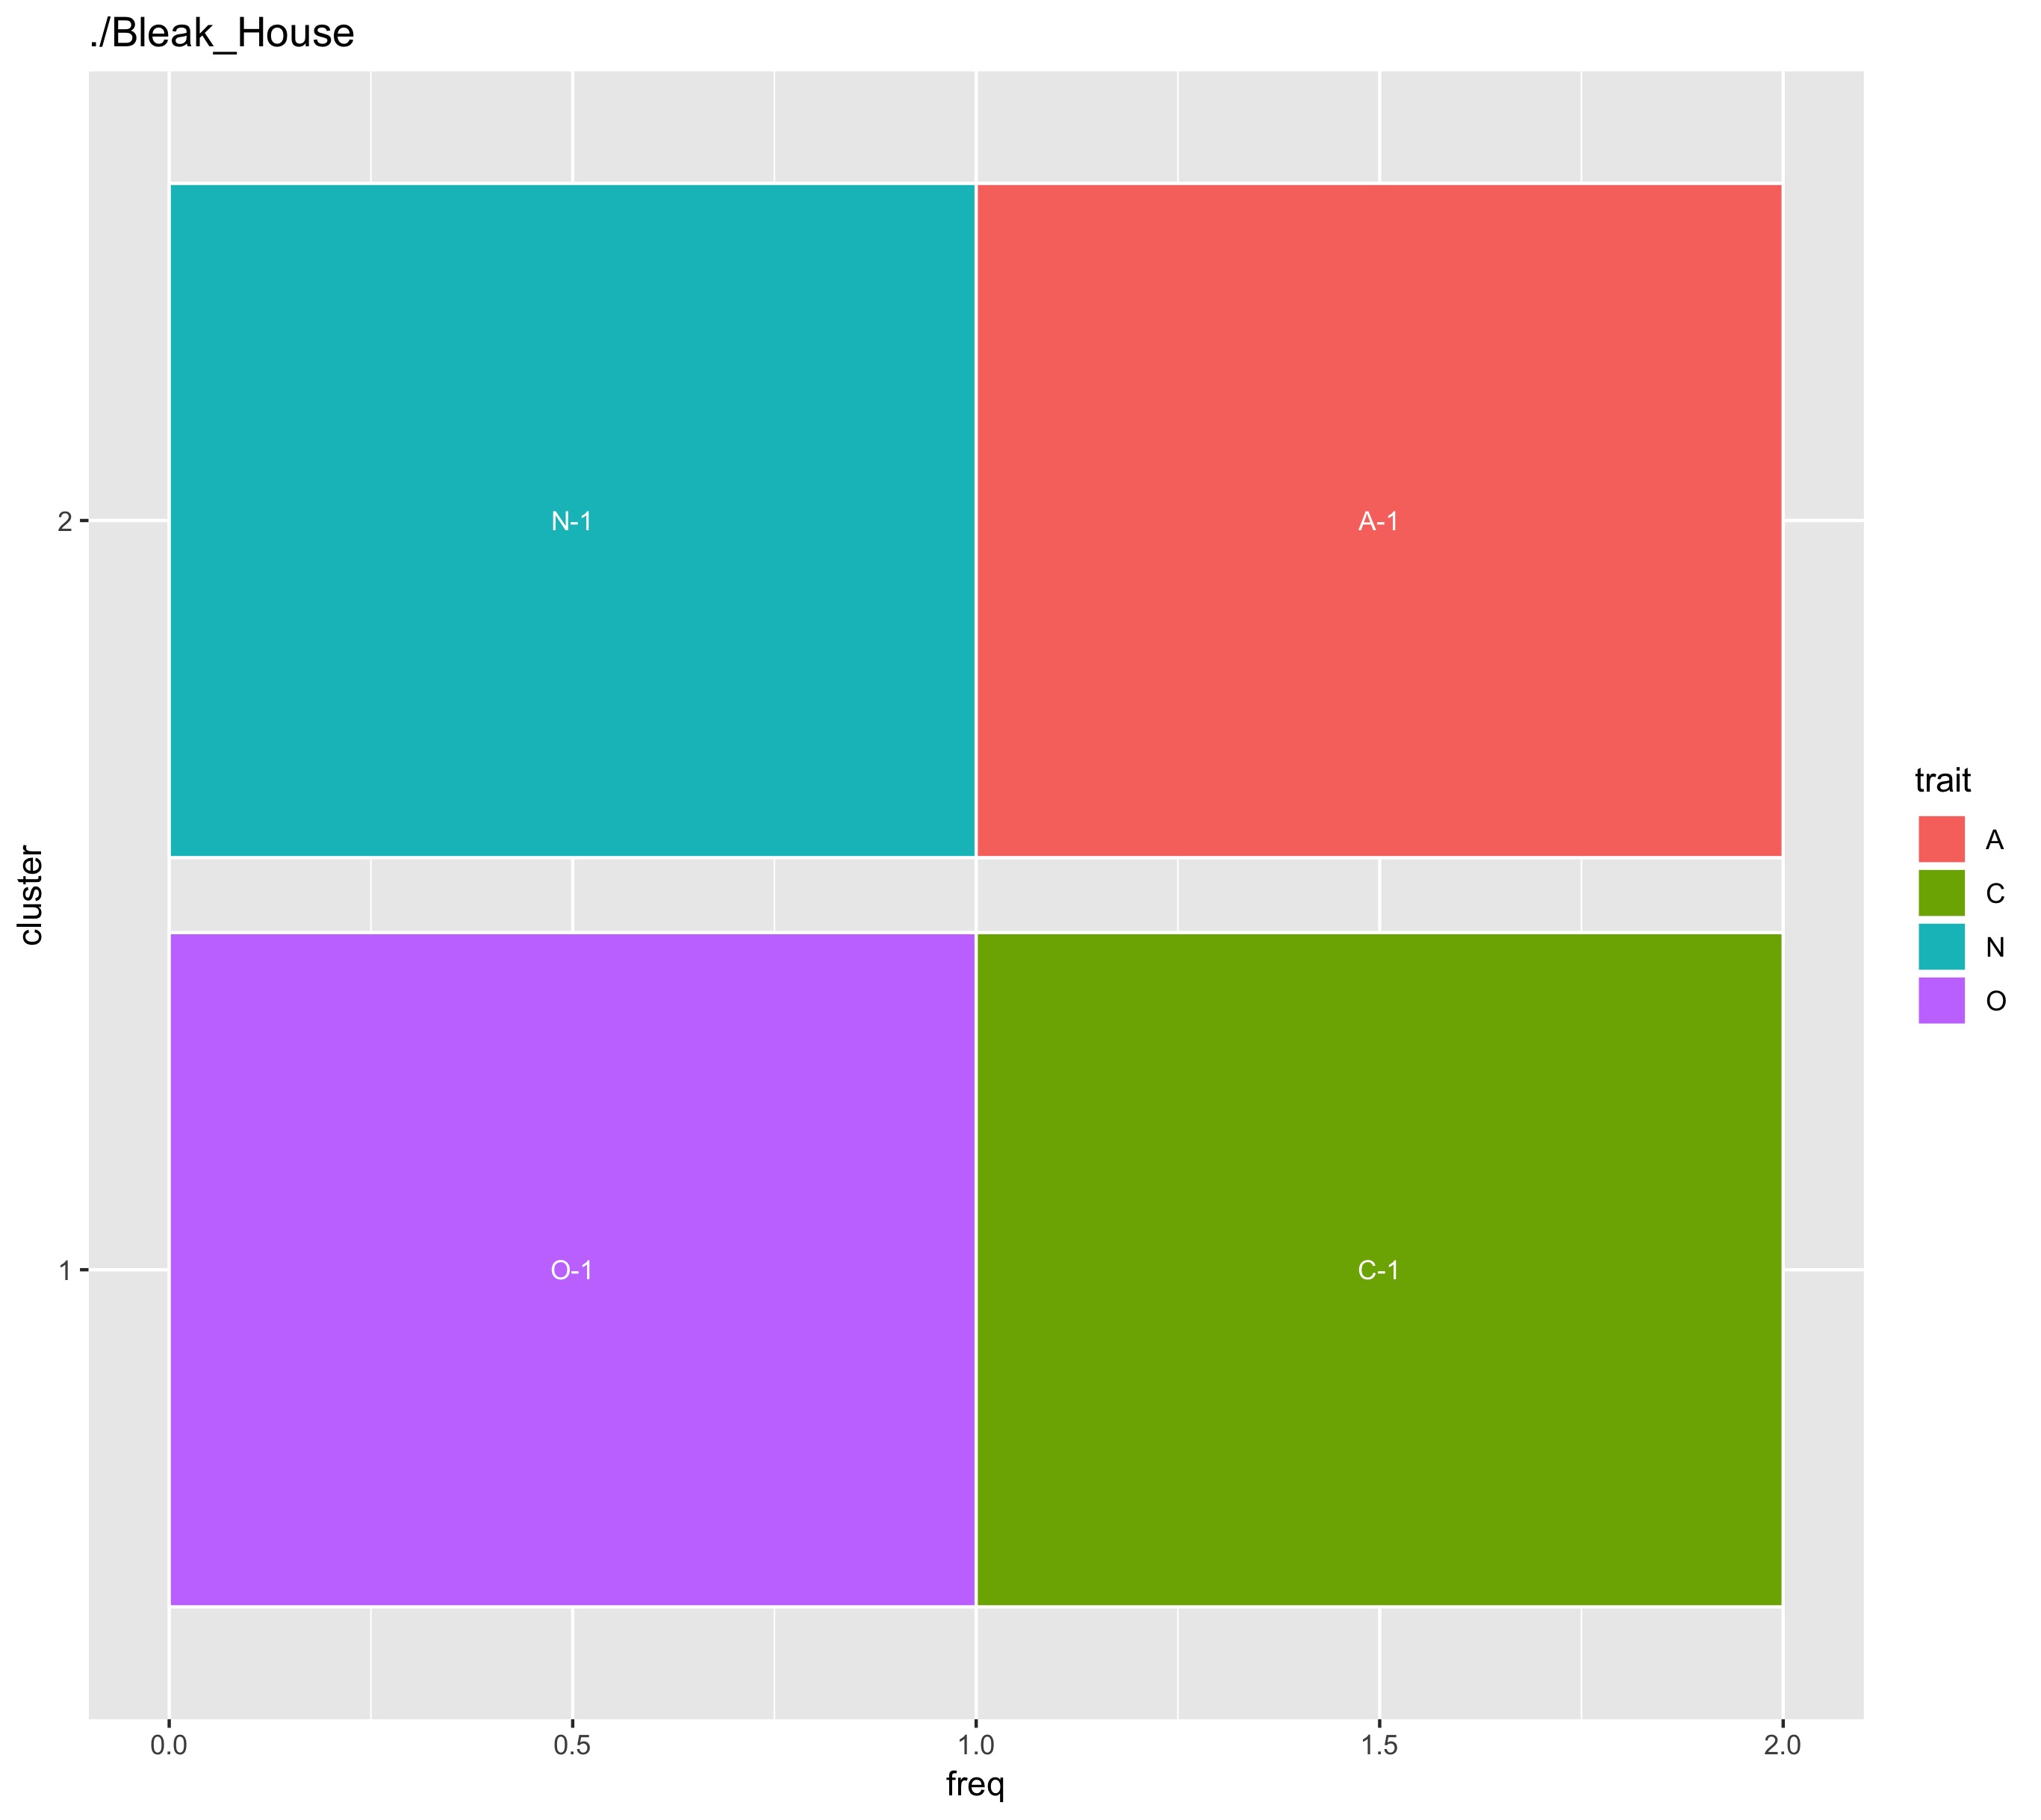 ./Bleak_House
cluster
2
1
N-1
A-1
O-1
C-1
0.0
0.5
1.0
1.5
2.0
freq
trait
A
C
N
O